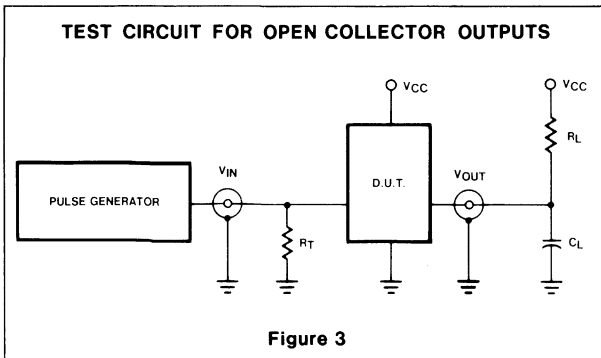 TEST CIRCUIT FOR OPEN COLLECTOR OUTPUTS
VCC
VCC
RL
VIN
VOUT
PULSE GENERATOR
D.U.T.
RT
CL
Figure 3